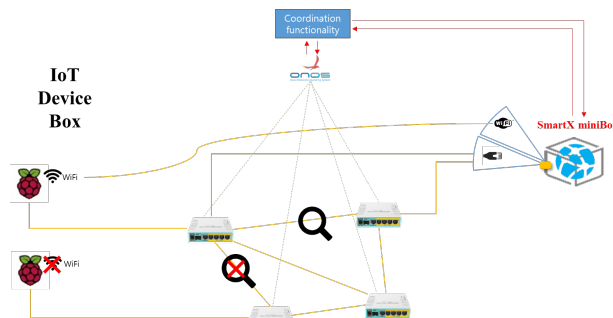 Coordination
functionality
onos
IoT
Device
Box
WiFi
SmartX miniBo
WiFi
WiFi